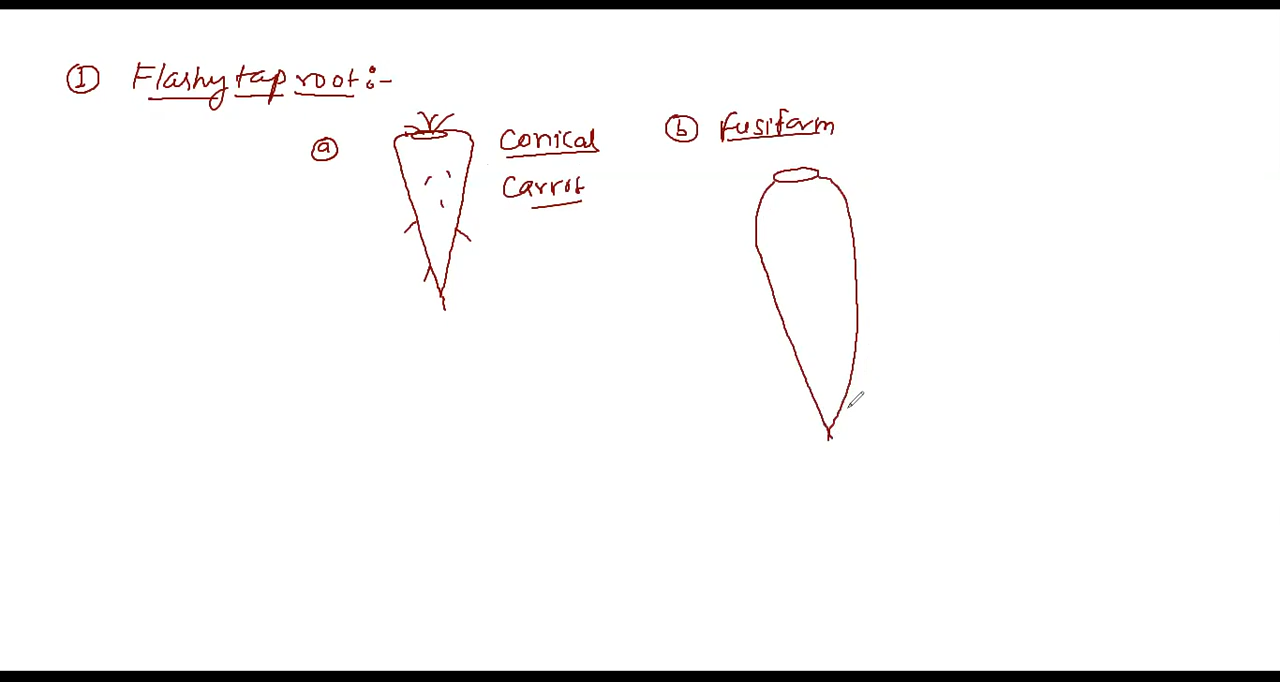 ① Flashy tap root:-
ⓐ Conical
Carrot
ⓑ fusiform